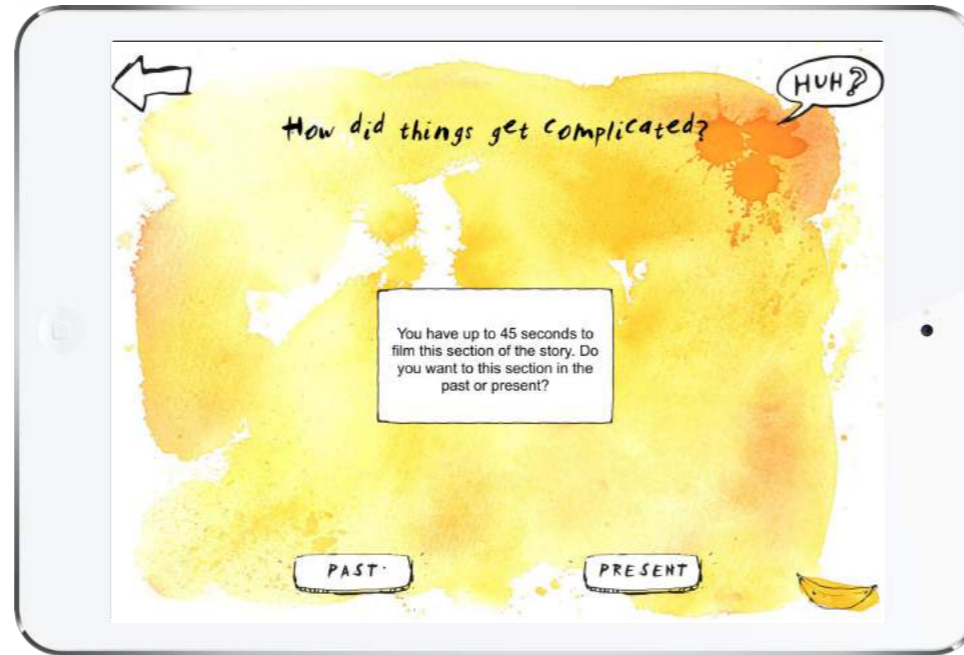 HUH?
How did things get complicated?
You have up to 45 seconds to
film this section of the story. Do
you want to this section in the
past or present?
PAST.
PRESENT